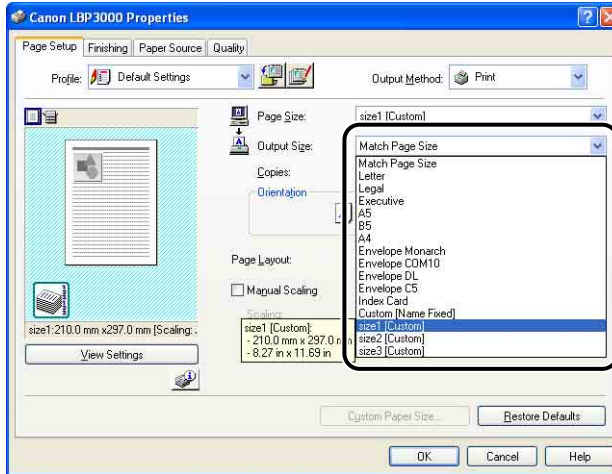 Canon LBP3000 Properties
Page Setup Finishing Paper Source Quality
Profile: Default Settings Output Method: Print
Page Size: size1 [Custom]
Output Size: Match Page Size
Copies:
Orientation
Page Layout:
Manual Scaling
Scaling:
Match Page Size
Letter
Legal
Executive
A5
B5
A4
Envelope Monarch
Envelope COM10
Envelope DL
Envelope C5
Index Card
Custom [Name Fixed]
size1 [Custom]
size2 [Custom]
size3 [Custom]
size1 [Custom]:
- 210.0 mm x 297.0 m
- 8.27 in x 11.69 in
size1:210.0 mm x297.0 mm [Scaling: .
View Settings
Custom Paper Size... Restore Defaults
OK Cancel Help